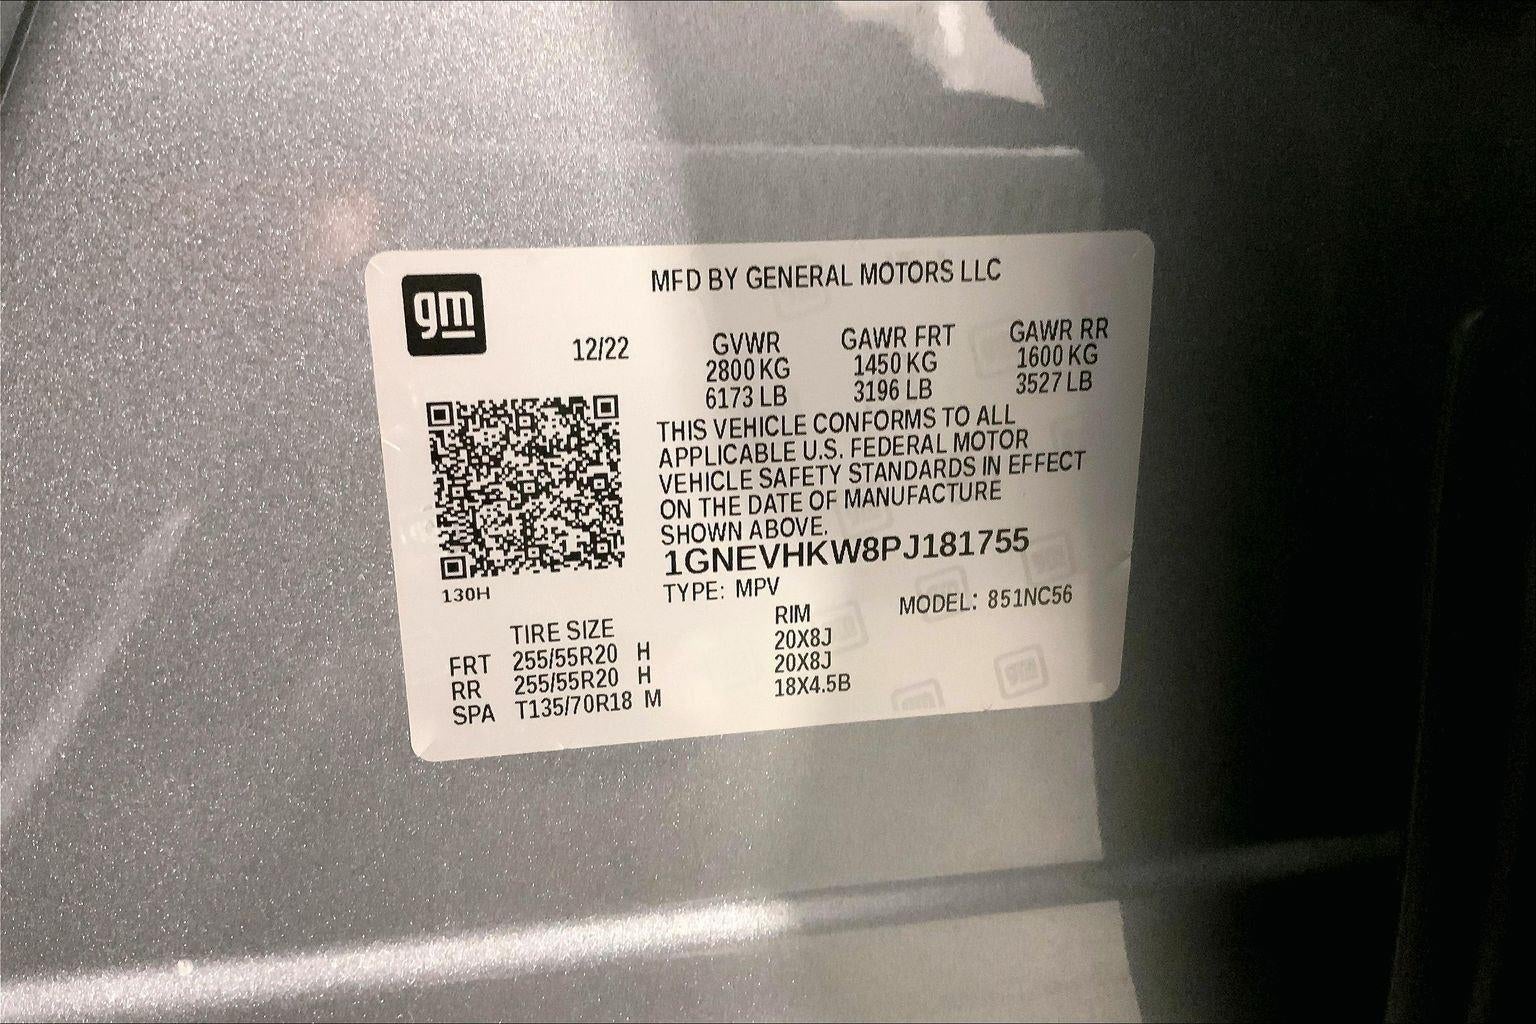 gm
MFD BY GENERAL MOTORS LLC
12/22
GVWR GAWR FRT GAWR RR
2800 KG 1450 KG 1600 KG
6173 LB 3196 LB 3527 LB
THIS VEHICLE CONFORMS TO ALL
APPLICABLE U.S. FEDERAL MOTOR
VEHICLE SAFETY STANDARDS IN EFFECT
ON THE DATE OF MANUFACTURE
SHOWN ABOVE.
1GNEVHKW8PJ181755
TYPE: MPV
MODEL: 851NC56
130H
TIRE SIZE RIM
FRT 255/55R20 H 20X8J
RR 255/55R20 H 20X8J
SPA T135/70R18 M 18X4.5B